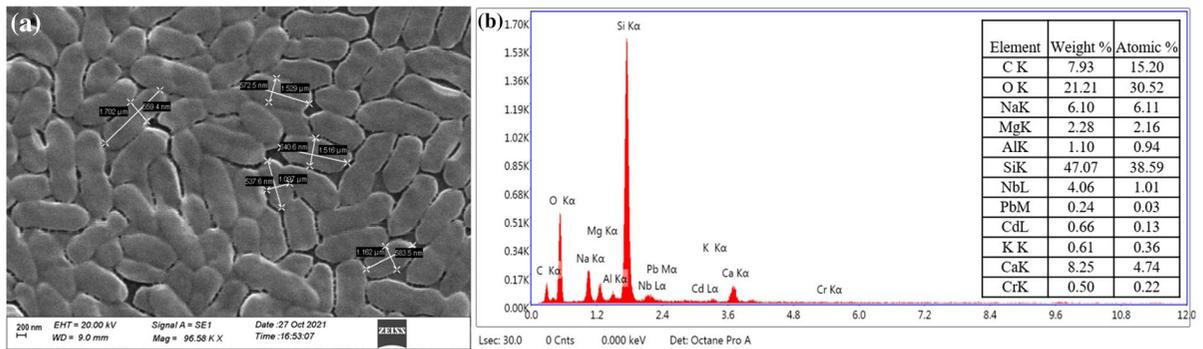 (a)
572.5 nm 1.529 µm
1.702 µm 559.4 nm
540.6 nm 1.516 µm
537.6 nm 1.037 µm
1.162 µm 583.5 nm
200 nm EHT = 20.00 kV Signal A = SE1 Date :27 Oct 2021
WD = 9.0 mm Mag = 96.58 K X Time :16:53:07
ZEISS
(b)
1.70K
1.53K
1.36K
1.19K
1.02K
0.85K
0.68K
0.51K
0.34K
0.17K
0.00K
Si Kα
O Kα
Mg Kα
K Kα
Na Kα
C Kα
Al Kα
Pb Mα
Ca Kα
Nb Lα
Cd Lα
Cr Kα
0.0 1.2 2.4 3.6 4.8 6.0 7.2 8.4 9.6 10.8 12.0
Lsec: 30.0 0 Cnts 0.000 keV Det: Octane Pro A
Element Weight % Atomic %
C K 7.93 15.20
O K 21.21 30.52
NaK 6.10 6.11
MgK 2.28 2.16
AlK 1.10 0.94
SiK 47.07 38.59
NbL 4.06 1.01
PbM 0.24 0.03
CdL 0.66 0.13
K K 0.61 0.36
CaK 8.25 4.74
CrK 0.50 0.22